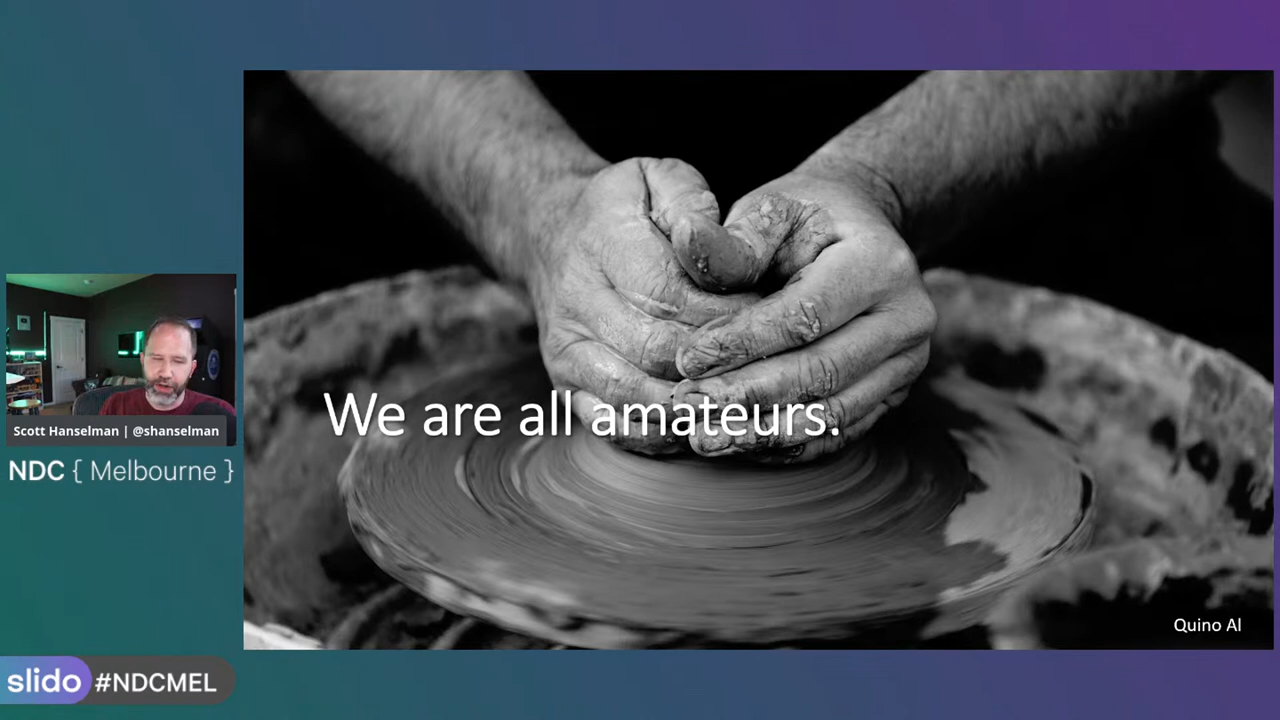 We are all amateurs.
Quino Al
Scott Hanselman | @shanselman
NDC { Melbourne }
slido #NDCMEL